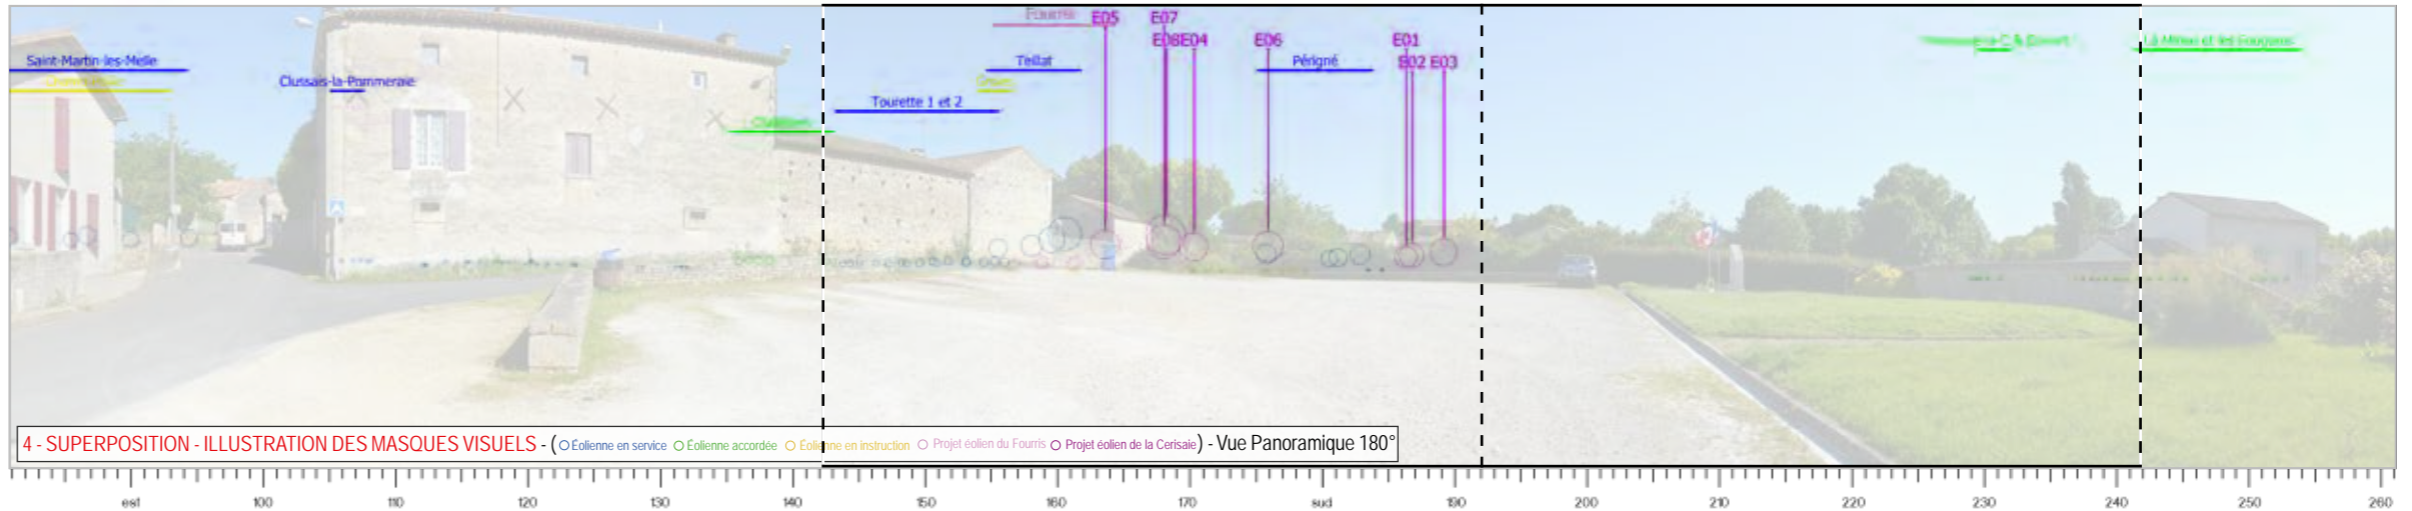 Fourris E05 E07
E08 E04 E06 E01
Saint-Martin-les-Melle Teillat Périgné E02 E03
Clussais-la-Pommeraie
Tourette 1 et 2
4 - SUPERPOSITION - ILLUSTRATION DES MASQUES VISUELS - ( Éolienne en service Éolienne accordée Éolienne en instruction Projet éolien du Fourris Projet éolien de la Cerisaie) - Vue Panoramique 180°
est 100 110 120 130 140 150 160 170 sud 190 200 210 220 230 240 250 260